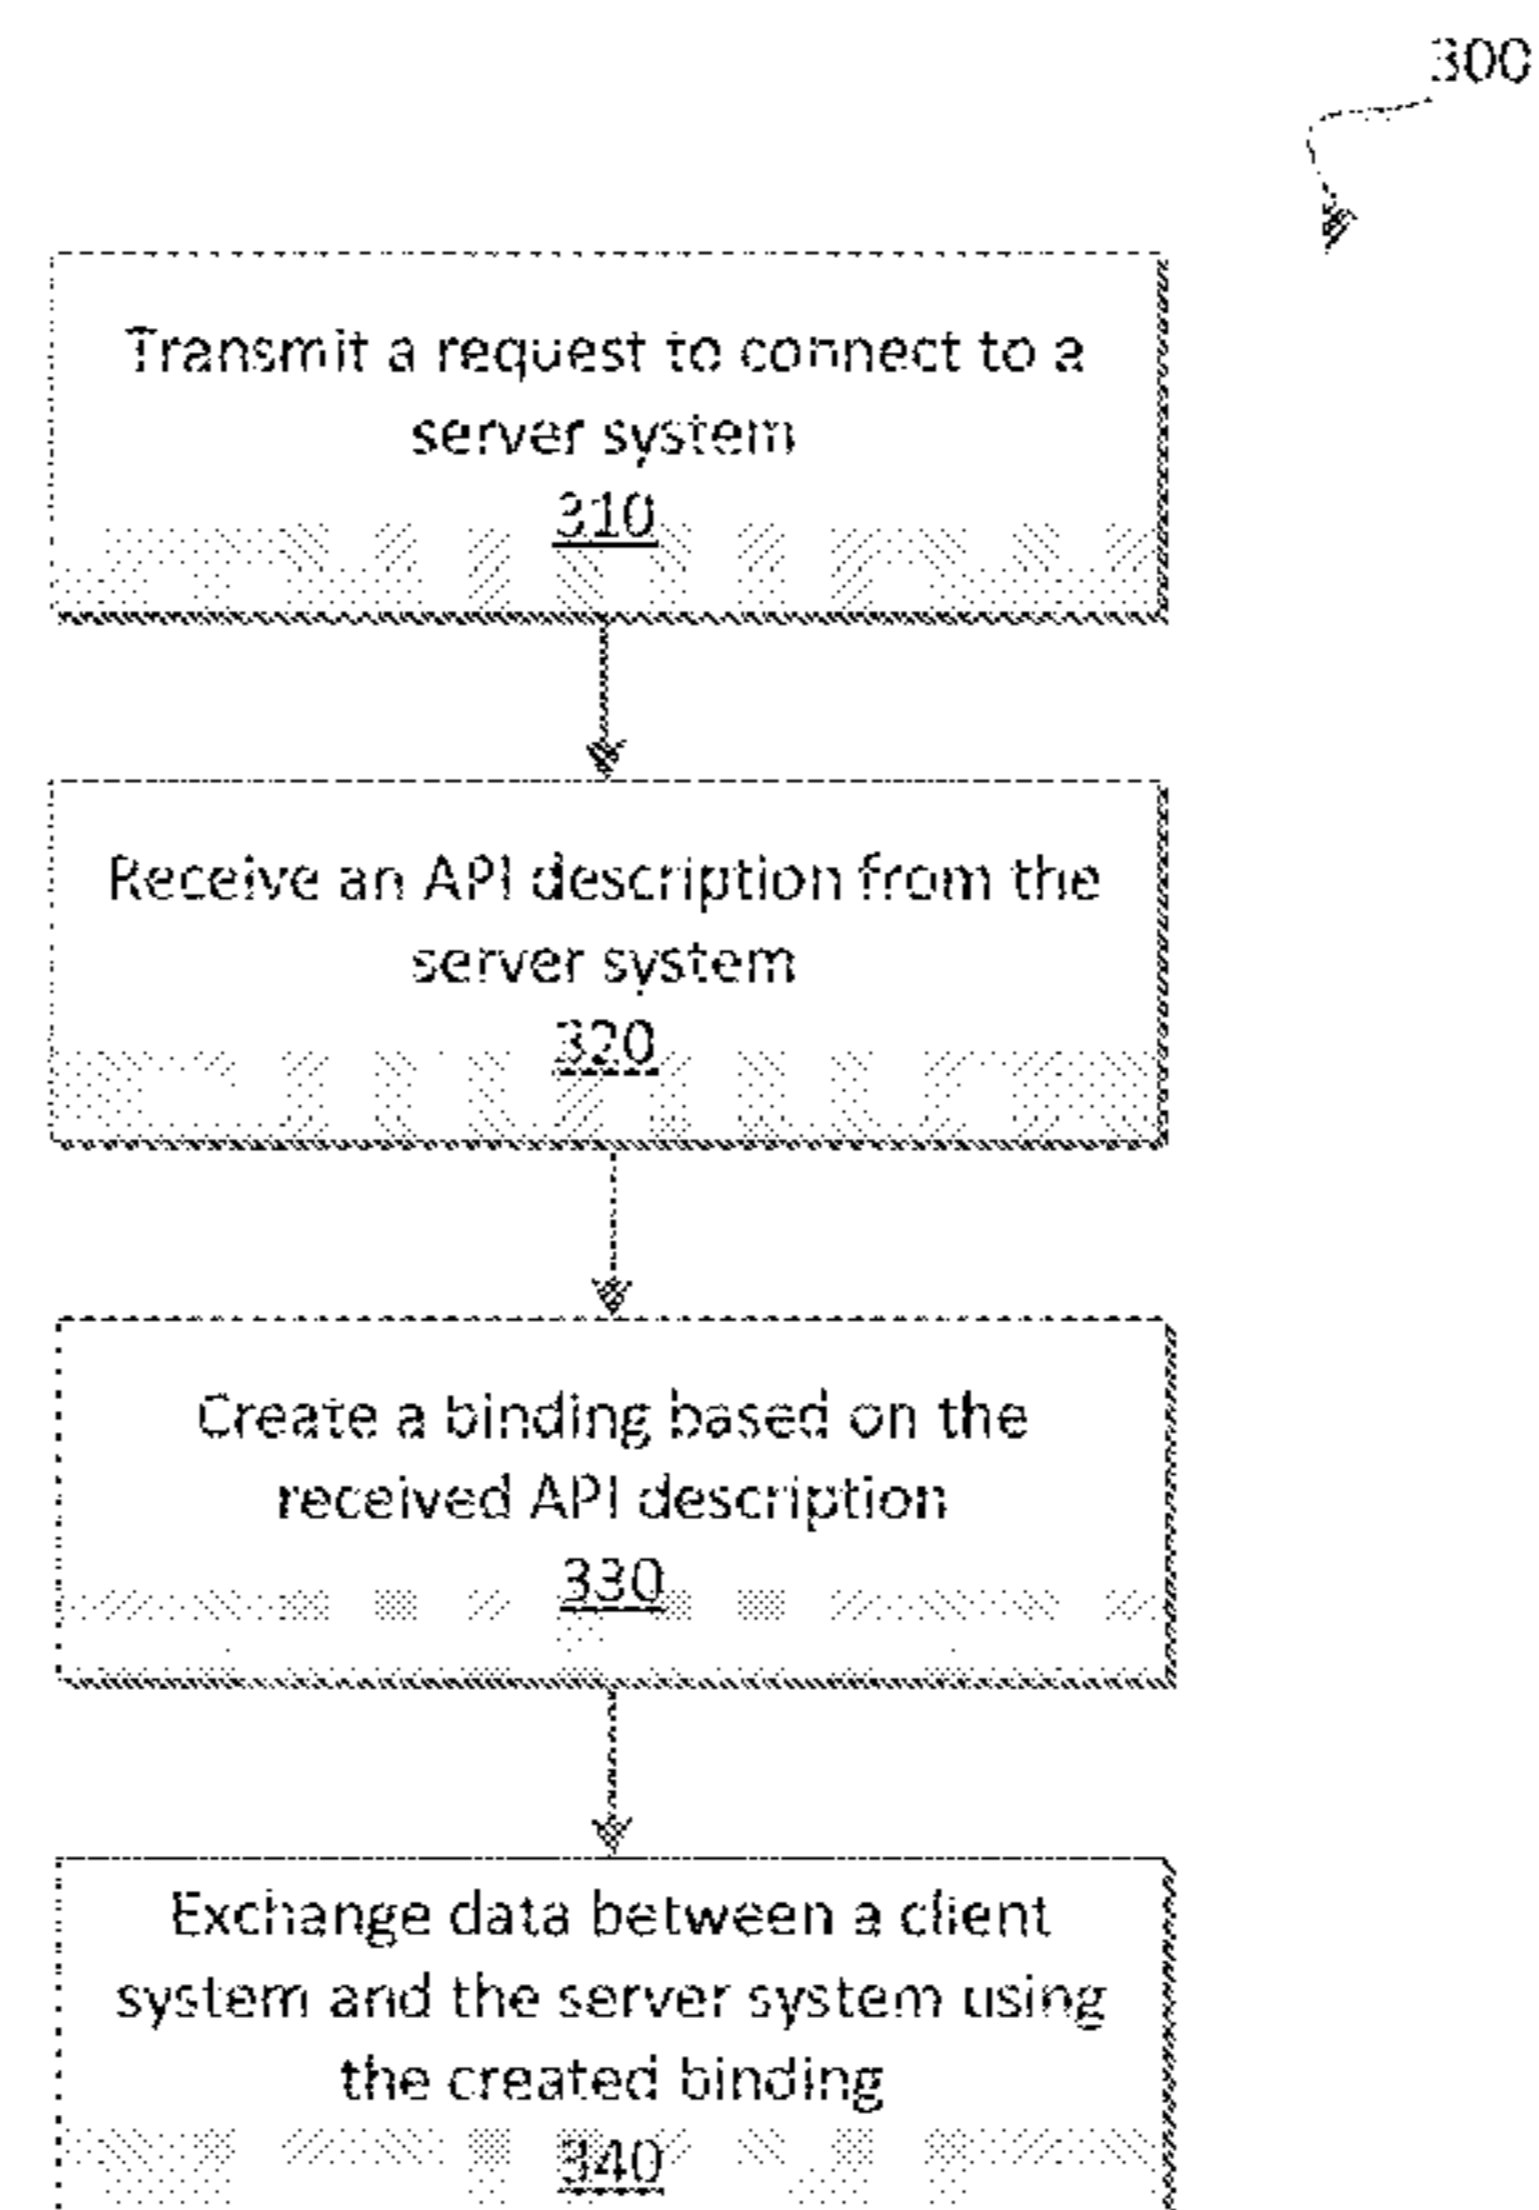 300
Transmit a request to connect to a
server system
310
Receive an API description from the
server system
320
Create a binding based on the
received API description
330
Exchange data between a client
system and the server system using
the created binding
340